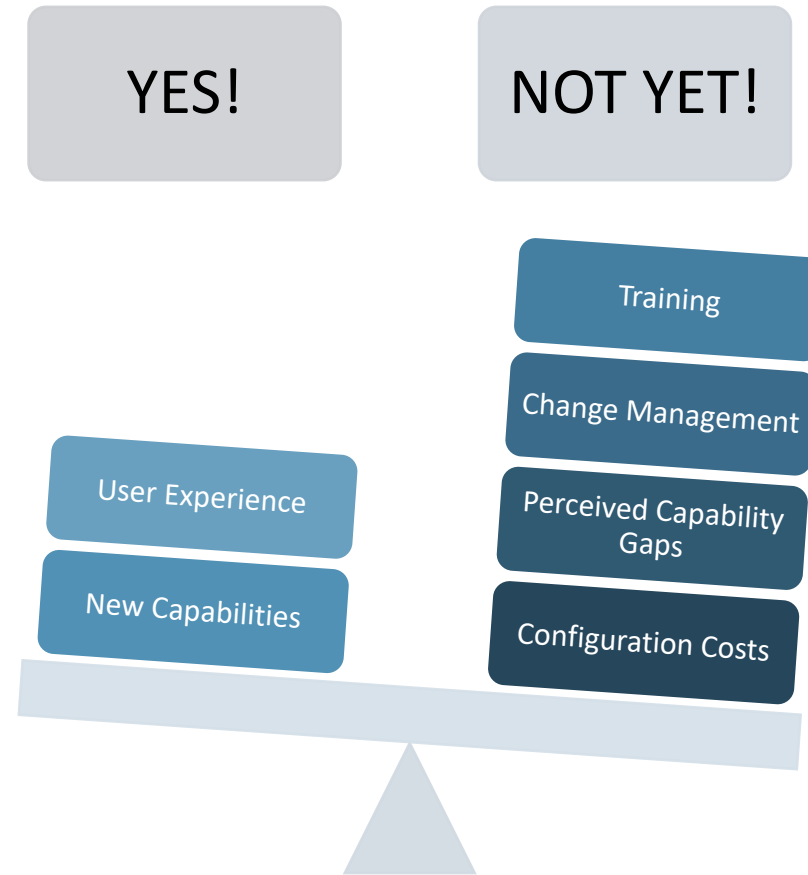 YES!
NOT YET!
Training
Change Management
Perceived Capability
Gaps
Configuration Costs
User Experience
New Capabilities